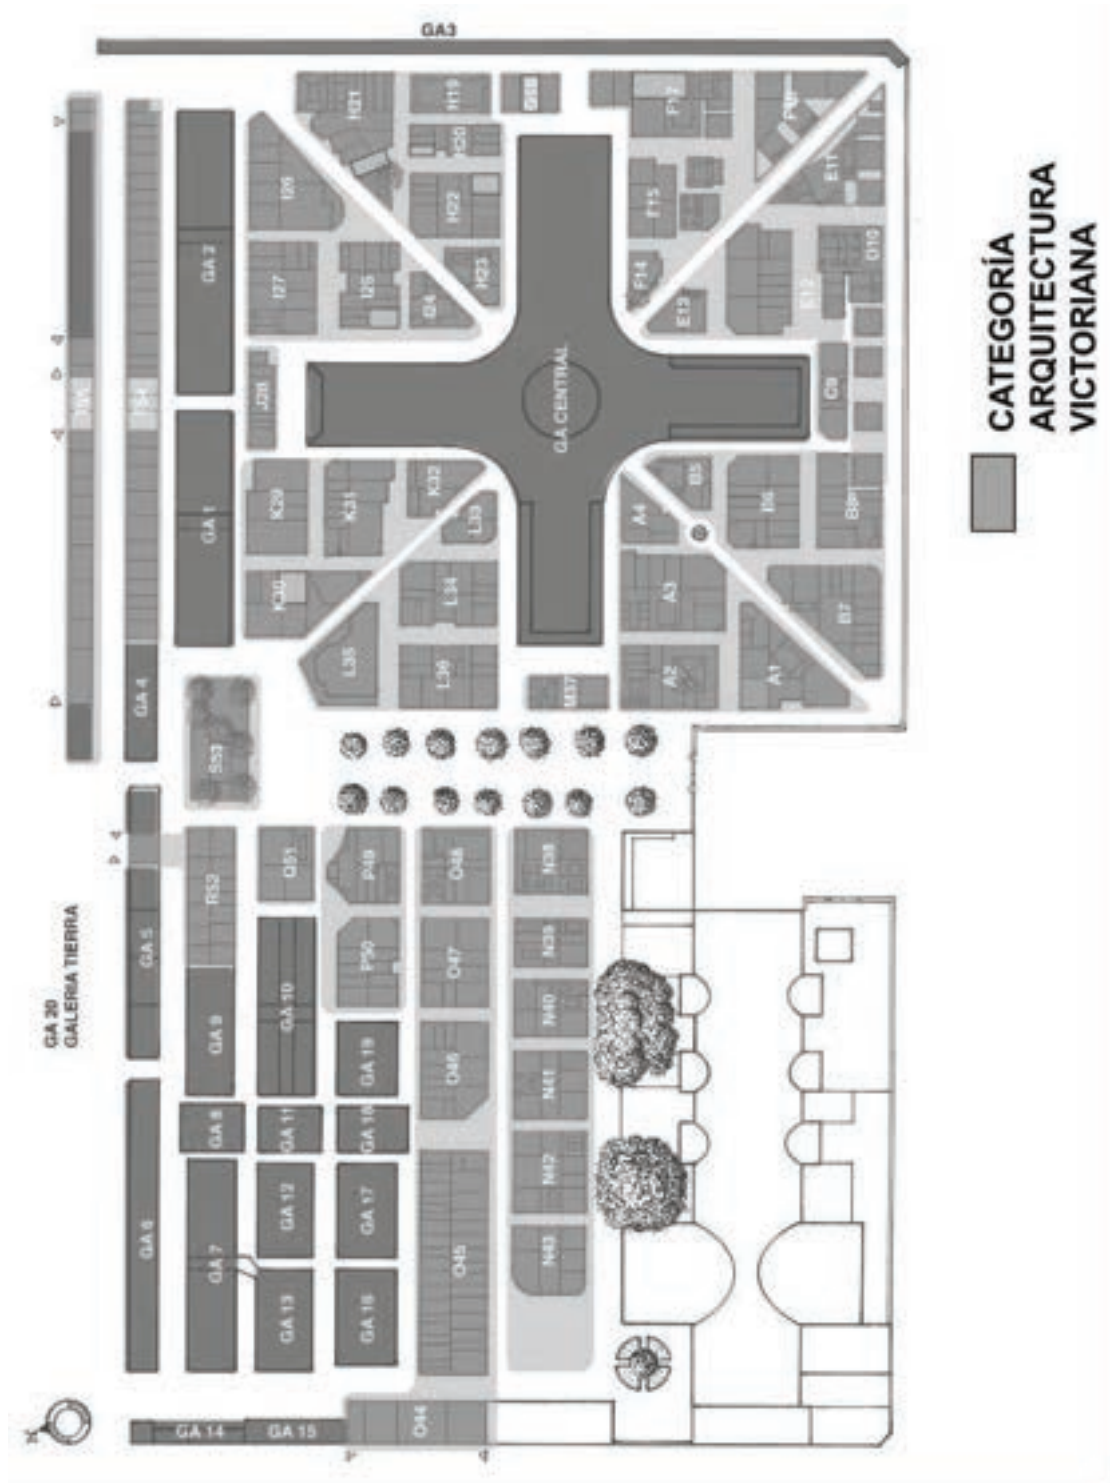 GA3
H21
H19
H20
I26
GA 2
H22
F17
E11
F15
I27
I25
I24
H23
F14
E13
E12
D10
J28
GA CENTRAL
C9
CATEGORÍA
ARQUITECTURA
VICTORIANA
GA 1
K29
K31
K32
L33
A4
B5
B6
B8
K30
L34
A3
B7
GA 4
L35
L36
M37
A2
A1
S53
R52
Q51
P49
O48
N38
GA 20
GALERIA TIERRA
GA 5
P50
O47
N39
GA 9
GA 10
GA 19
O46
N40
N41
GA 8
GA 11
GA 18
GA 6
GA 7
GA 12
GA 17
O45
N42
N43
GA 13
GA 16
GA 14
GA 15
O44